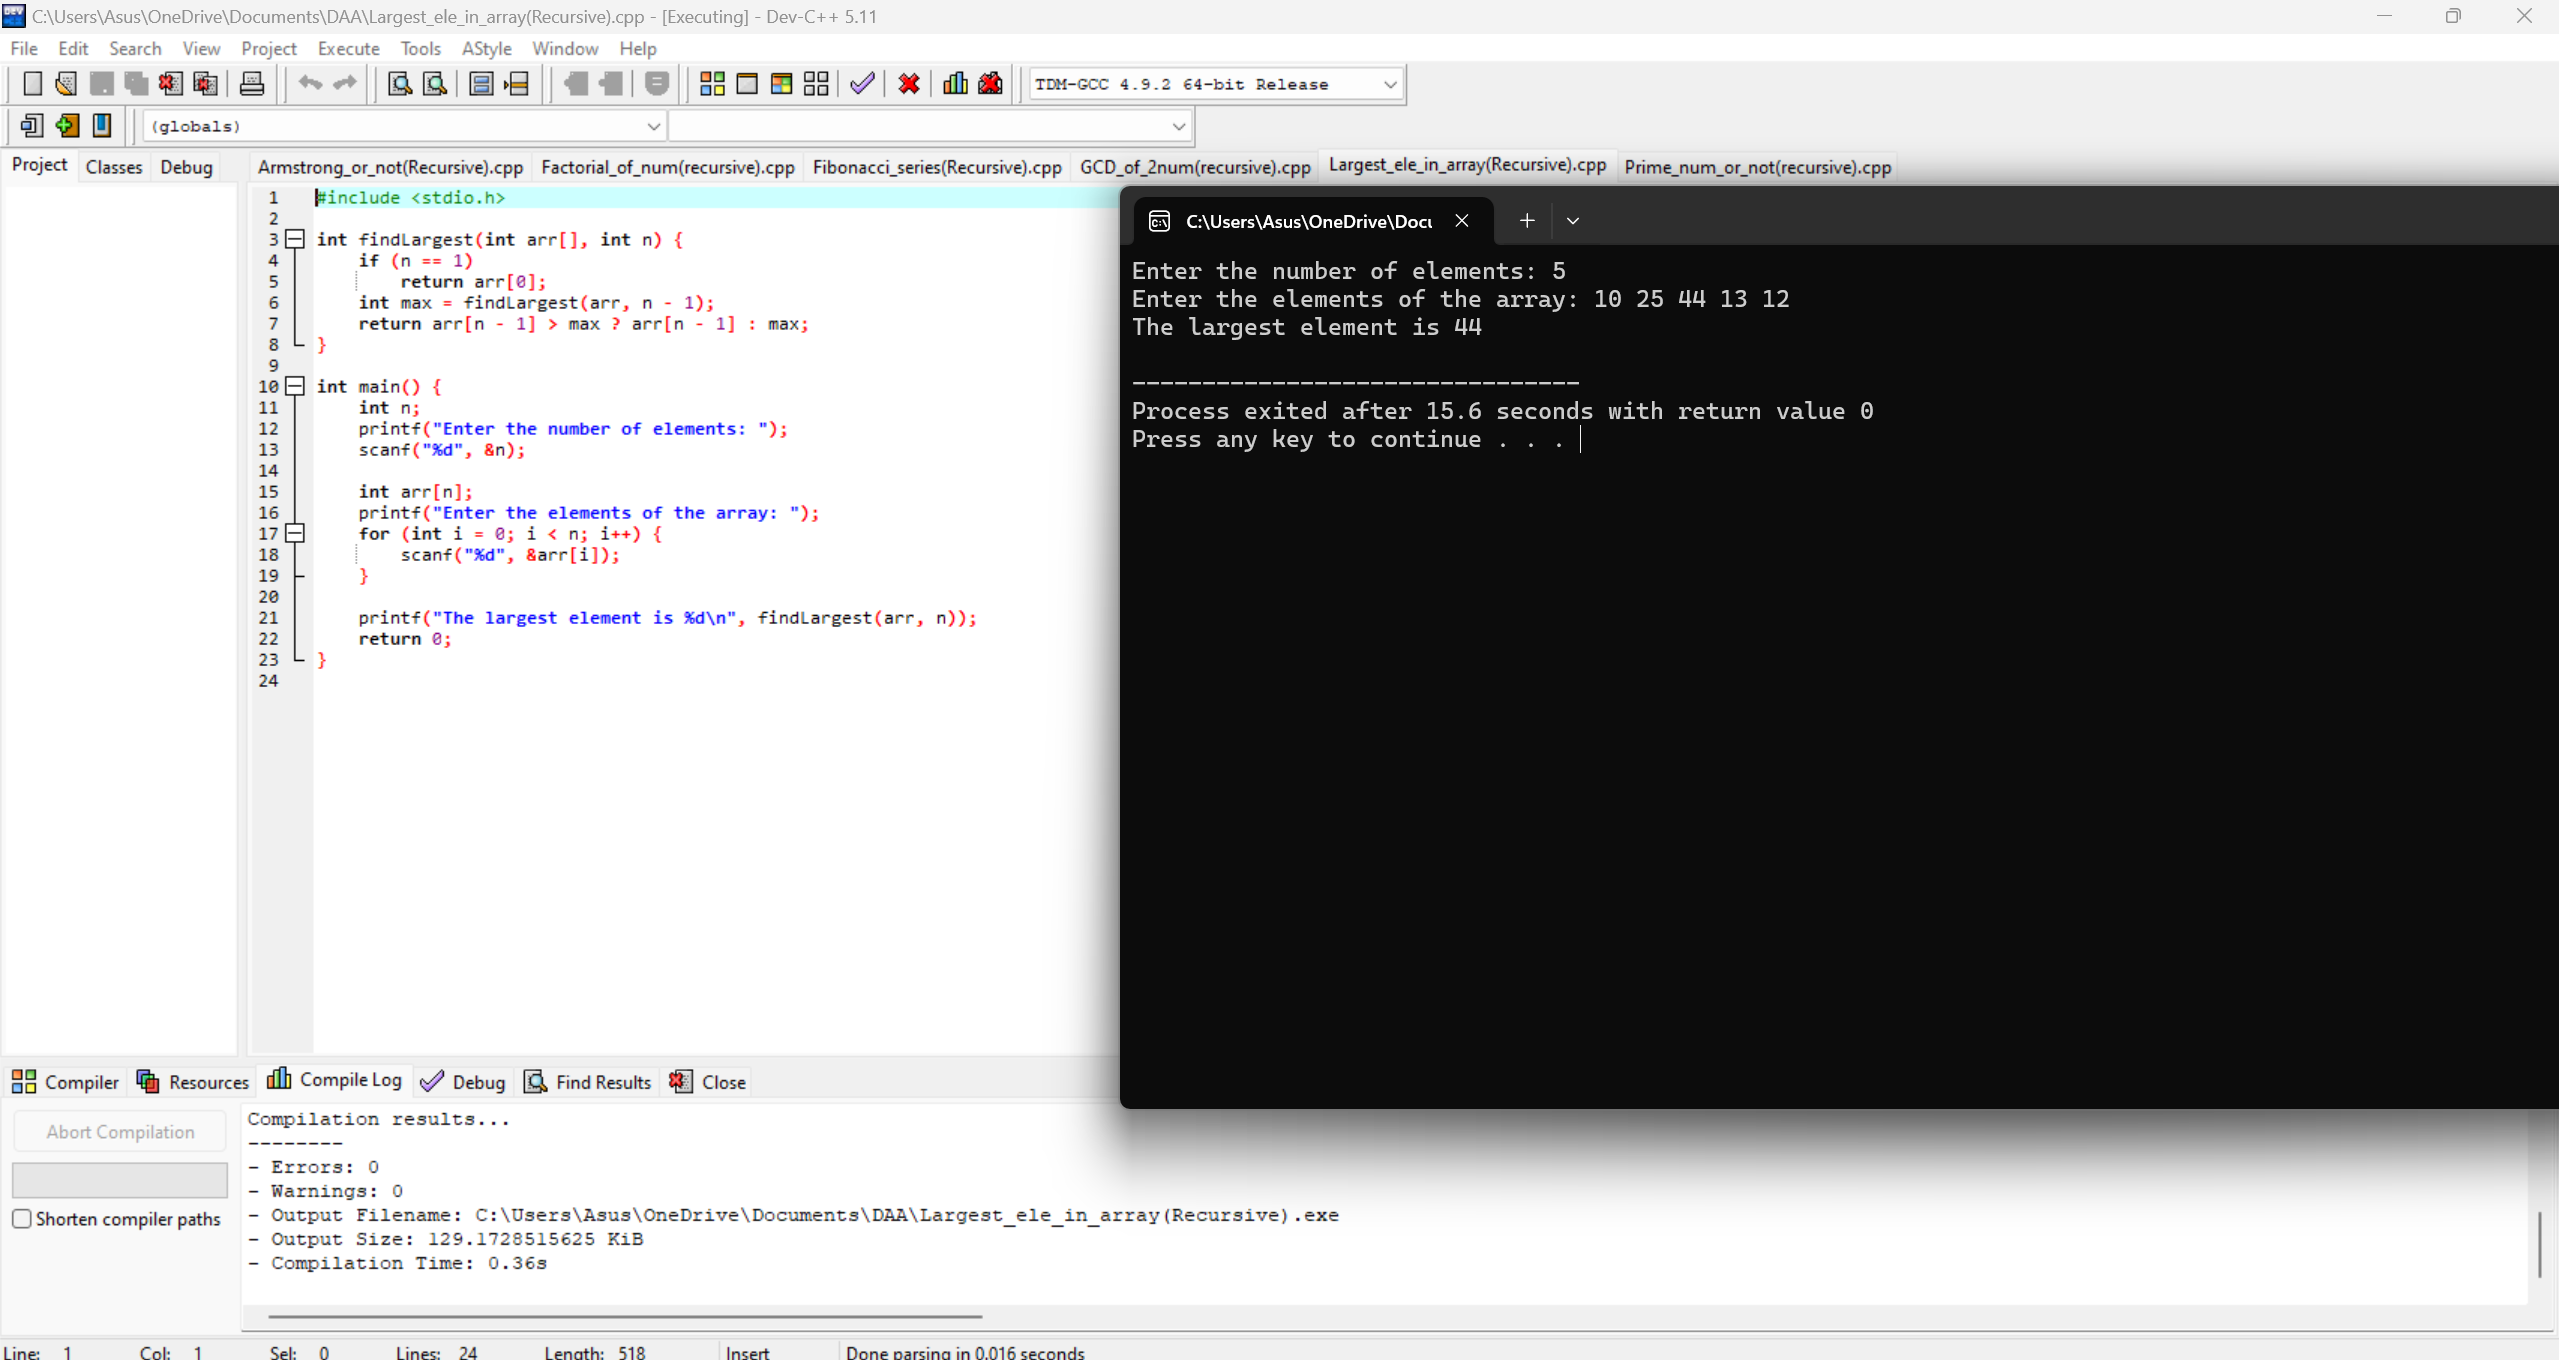 C:\Users\Asus\OneDrive\Documents\DAA\Largest_ele_in_array(Recursive).cpp - [Executing] - Dev-C++ 5.11
File Edit Search View Project Execute Tools AStyle Window Help
TDM-GCC 4.9.2 64-bit Release
(globals)
Project Classes Debug
Armstrong_or_not(Recursive).cpp Factorial_of_num(recursive).cpp Fibonacci_series(Recursive).cpp GCD_of_2num(recursive).cpp Largest_ele_in_array(Recursive).cpp Prime_num_or_not(recursive).cpp
1 #include <stdio.h>
2
3 int findLargest(int arr[], int n) {
4     if (n == 1)
5         return arr[0];
6     int max = findLargest(arr, n - 1);
7     return arr[n - 1] > max ? arr[n - 1] : max;
8 }
9
10 int main() {
11     int n;
12     printf("Enter the number of elements: ");
13     scanf("%d", &n);
14
15     int arr[n];
16     printf("Enter the elements of the array: ");
17     for (int i = 0; i < n; i++) {
18         scanf("%d", &arr[i]);
19     }
20
21     printf("The largest element is %d\n", findLargest(arr, n));
22     return 0;
23 }
24
C:\Users\Asus\OneDrive\Docu
Enter the number of elements: 5
Enter the elements of the array: 10 25 44 13 12
The largest element is 44
--------------------------------
Process exited after 15.6 seconds with return value 0
Press any key to continue . . .
Compiler Resources Compile Log Debug Find Results Close
Abort Compilation
Shorten compiler paths
Compilation results...
--------
- Errors: 0
- Warnings: 0
- Output Filename: C:\Users\Asus\OneDrive\Documents\DAA\Largest_ele_in_array(Recursive).exe
- Output Size: 129.1728515625 KiB
- Compilation Time: 0.36s
Line: 1 Col: 1 Sel: 0 Lines: 24 Length: 518 Insert Done parsing in 0.016 seconds